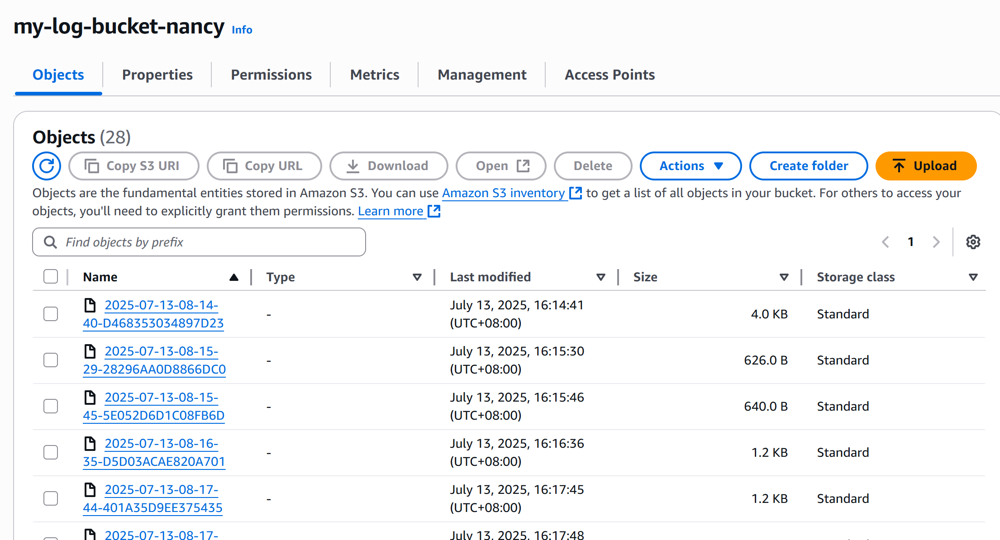 my-log-bucket-nancy Info
Objects Properties Permissions Metrics Management Access Points
Objects (28)
Copy S3 URI Copy URL Download Open Delete Actions Create folder Upload
Objects are the fundamental entities stored in Amazon S3. You can use Amazon S3 inventory to get a list of all objects in your bucket. For others to access your
objects, you'll need to explicitly grant them permissions. Learn more
Find objects by prefix 1
Name Type Last modified Size Storage class
2025-07-13-08-14-
40-D468353034897D23
-
July 13, 2025, 16:14:41
(UTC+08:00)
4.0 KB
Standard
2025-07-13-08-15-
29-28296AA0D8866DC0
-
July 13, 2025, 16:15:30
(UTC+08:00)
626.0 B
Standard
2025-07-13-08-15-
45-5E052D6D1C08FB6D
-
July 13, 2025, 16:15:46
(UTC+08:00)
640.0 B
Standard
2025-07-13-08-16-
35-D5D03ACAE820A701
-
July 13, 2025, 16:16:36
(UTC+08:00)
1.2 KB
Standard
2025-07-13-08-17-
44-401A35D9EE375435
-
July 13, 2025, 16:17:45
(UTC+08:00)
1.2 KB
Standard
2025-07-13-08-17-
July 13, 2025, 16:17:48